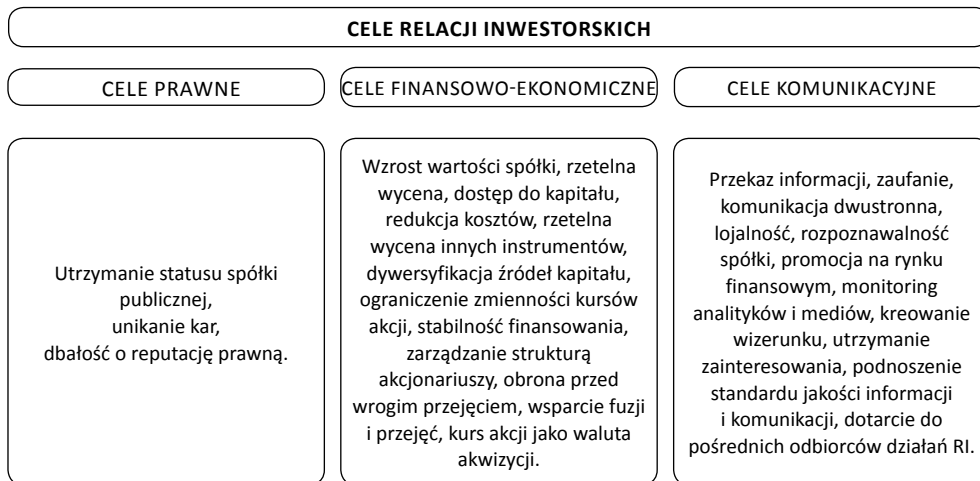 CELE RELACJI INWESTORSKICH
CELE PRAWNE
CELE FINANSOWO-EKONOMICZNE
CELE KOMUNIKACYJNE
Utrzymanie statusu spółki
publicznej,
unikanie kar,
dbałość o reputację prawną.
Wzrost wartości spółki, rzetelna
wycena, dostęp do kapitału,
redukcja kosztów, rzetelna
wycena innych instrumentów,
dywersyfikacja źródeł kapitału,
ograniczenie zmienności kursów
akcji, stabilność finansowania,
zarządzanie strukturą
akcjonariuszy, obrona przed
wrogim przejęciem, wsparcie fuzji
i przejęć, kurs akcji jako waluta
akwizycji.
Przekaz informacji, zaufanie,
komunikacja dwustronna,
lojalność, rozpoznawalność
spółki, promocja na rynku
finansowym, monitoring
analityków i mediów, kreowanie
wizerunku, utrzymanie
zainteresowania, podnoszenie
standardu jakości informacji
i komunikacji, dotarcie do
pośrednich odbiorców działań RI.